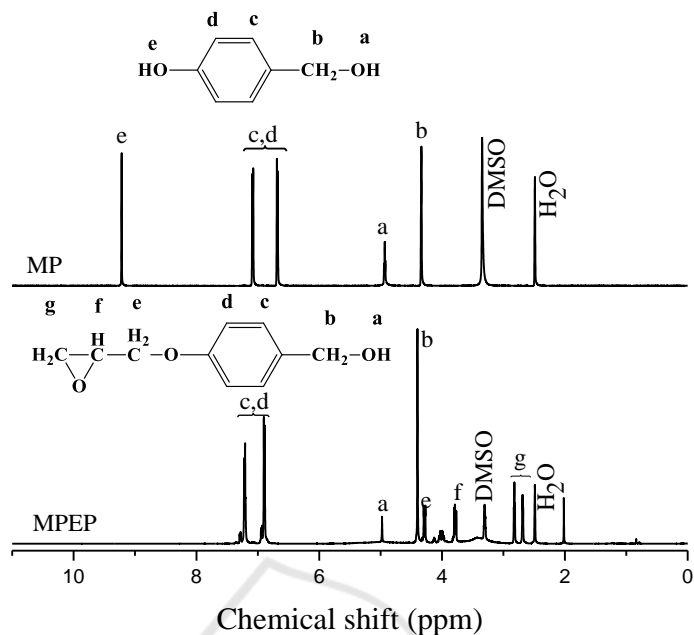 d c
e b a
HO CH₂–OH
e c,d b
a
DMSO
H₂O
MP
g f e d c b a
H₂C H C H₂ C O CH₂–OH
O
b
c,d
a e f DMSO g H₂O
MPEP
10 8 6 4 2 0
Chemical shift (ppm)